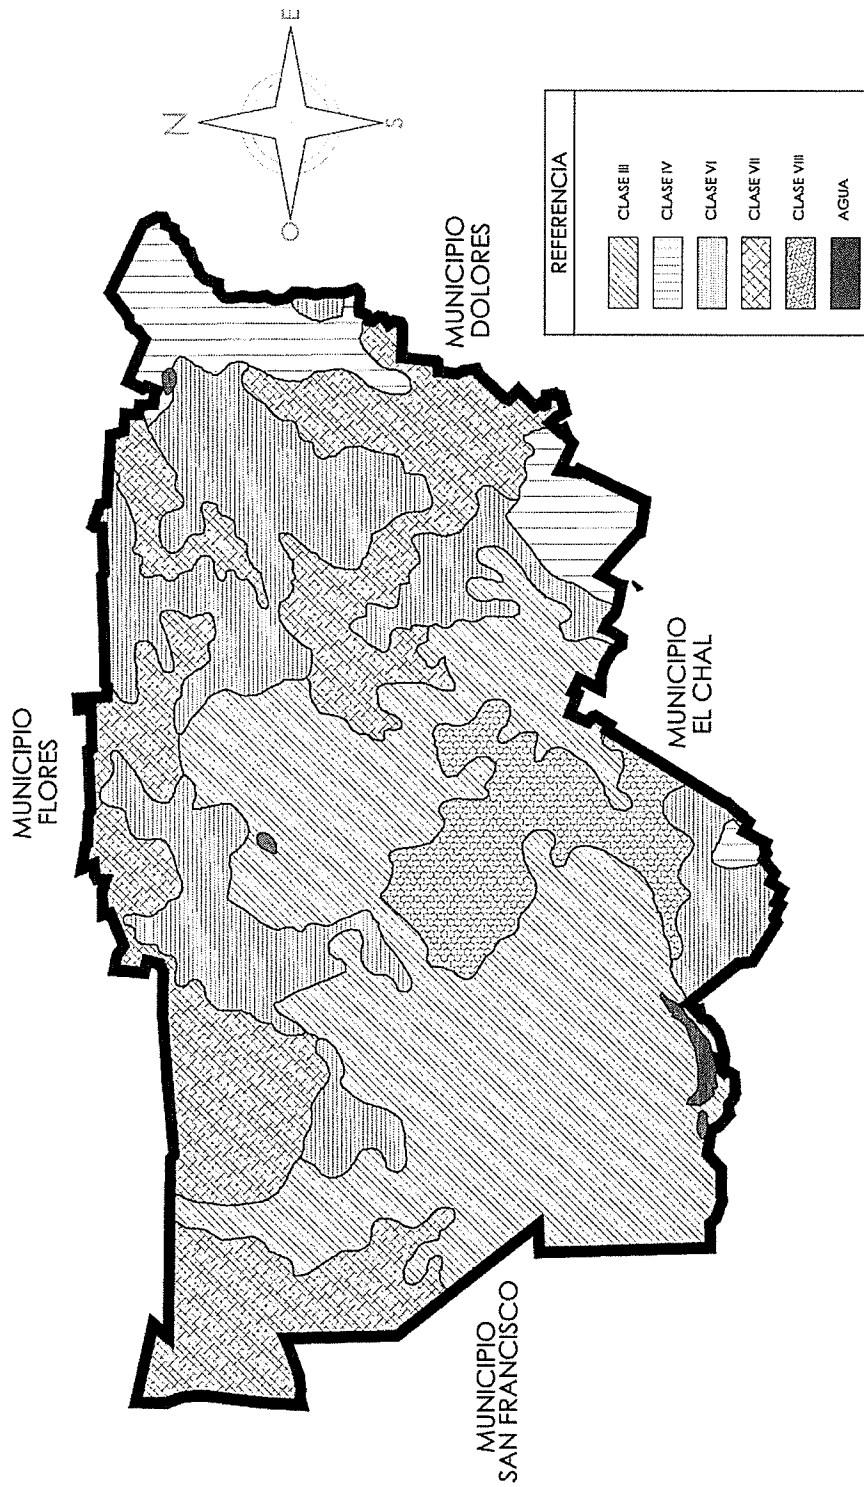 MUNICIPIO
FLORES
N
E
S
O
MUNICIPIO
DOLORES
MUNICIPIO
EL CHAL
MUNICIPIO
SAN FRANCISCO
REFERENCIA
CLASE III
CLASE IV
CLASE VI
CLASE VII
CLASE VIII
AGUA